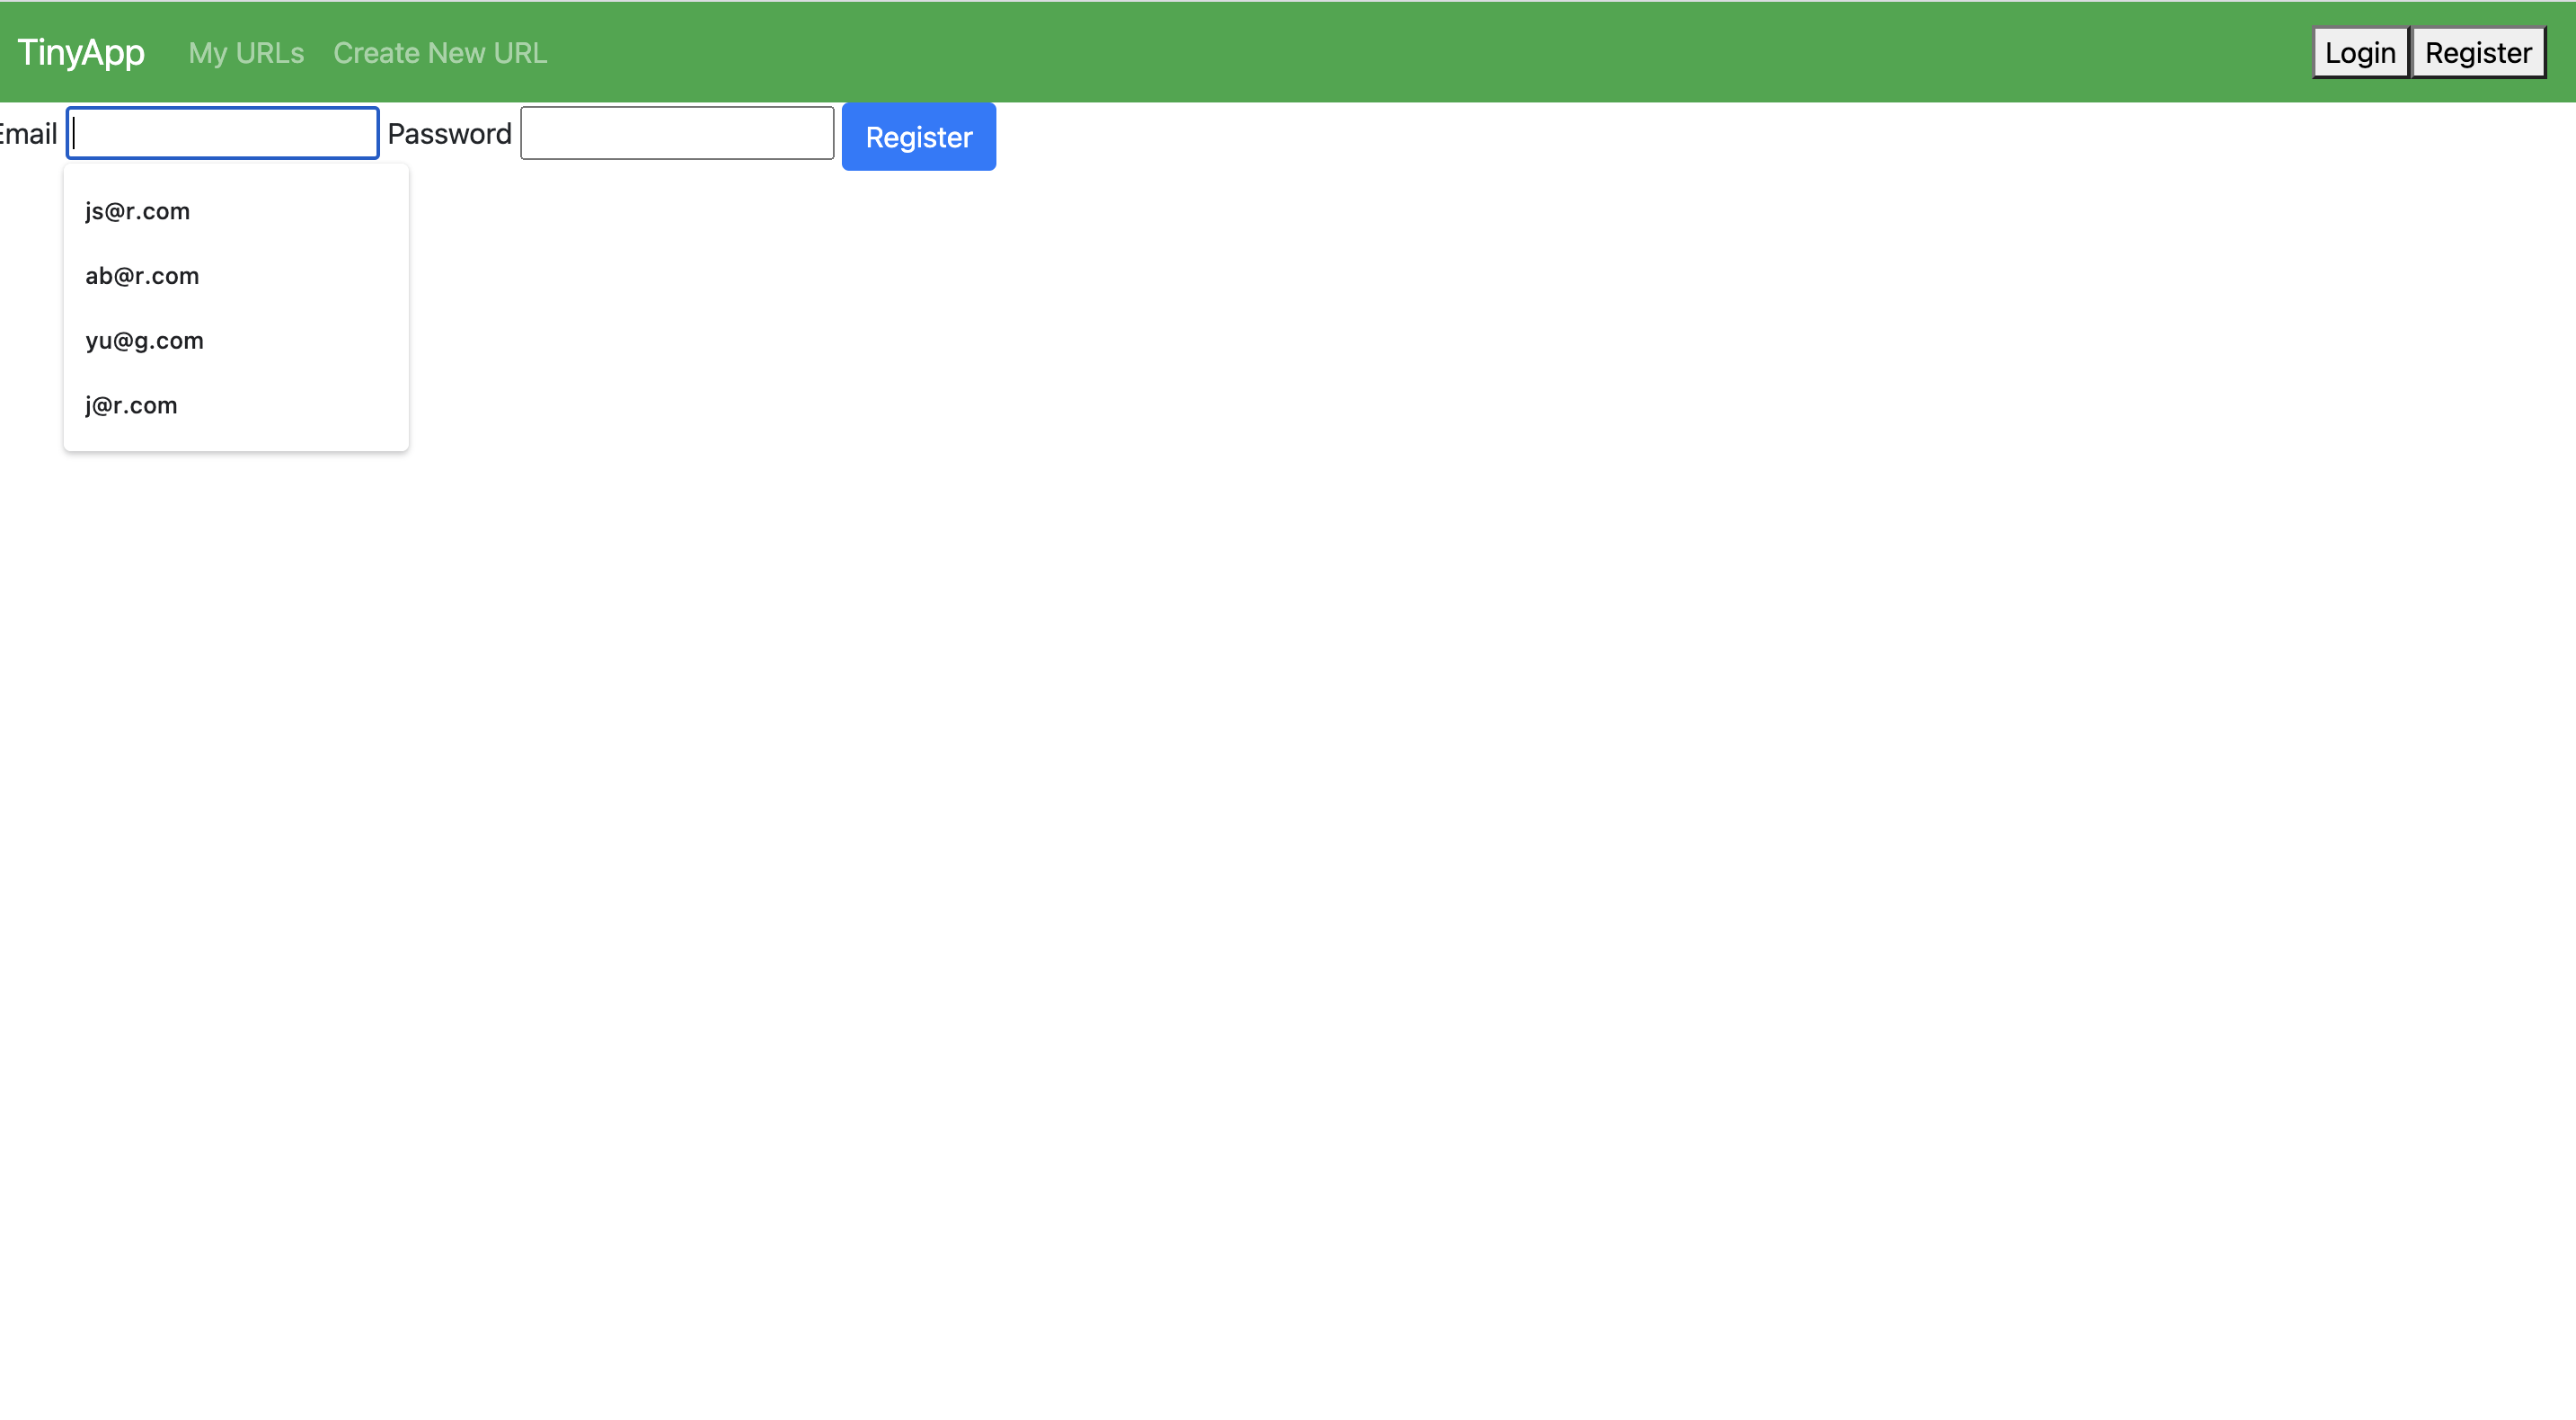 TinyApp My URLs Create New URL Login Register
Email Password Register
js@r.com
ab@r.com
yu@g.com
j@r.com